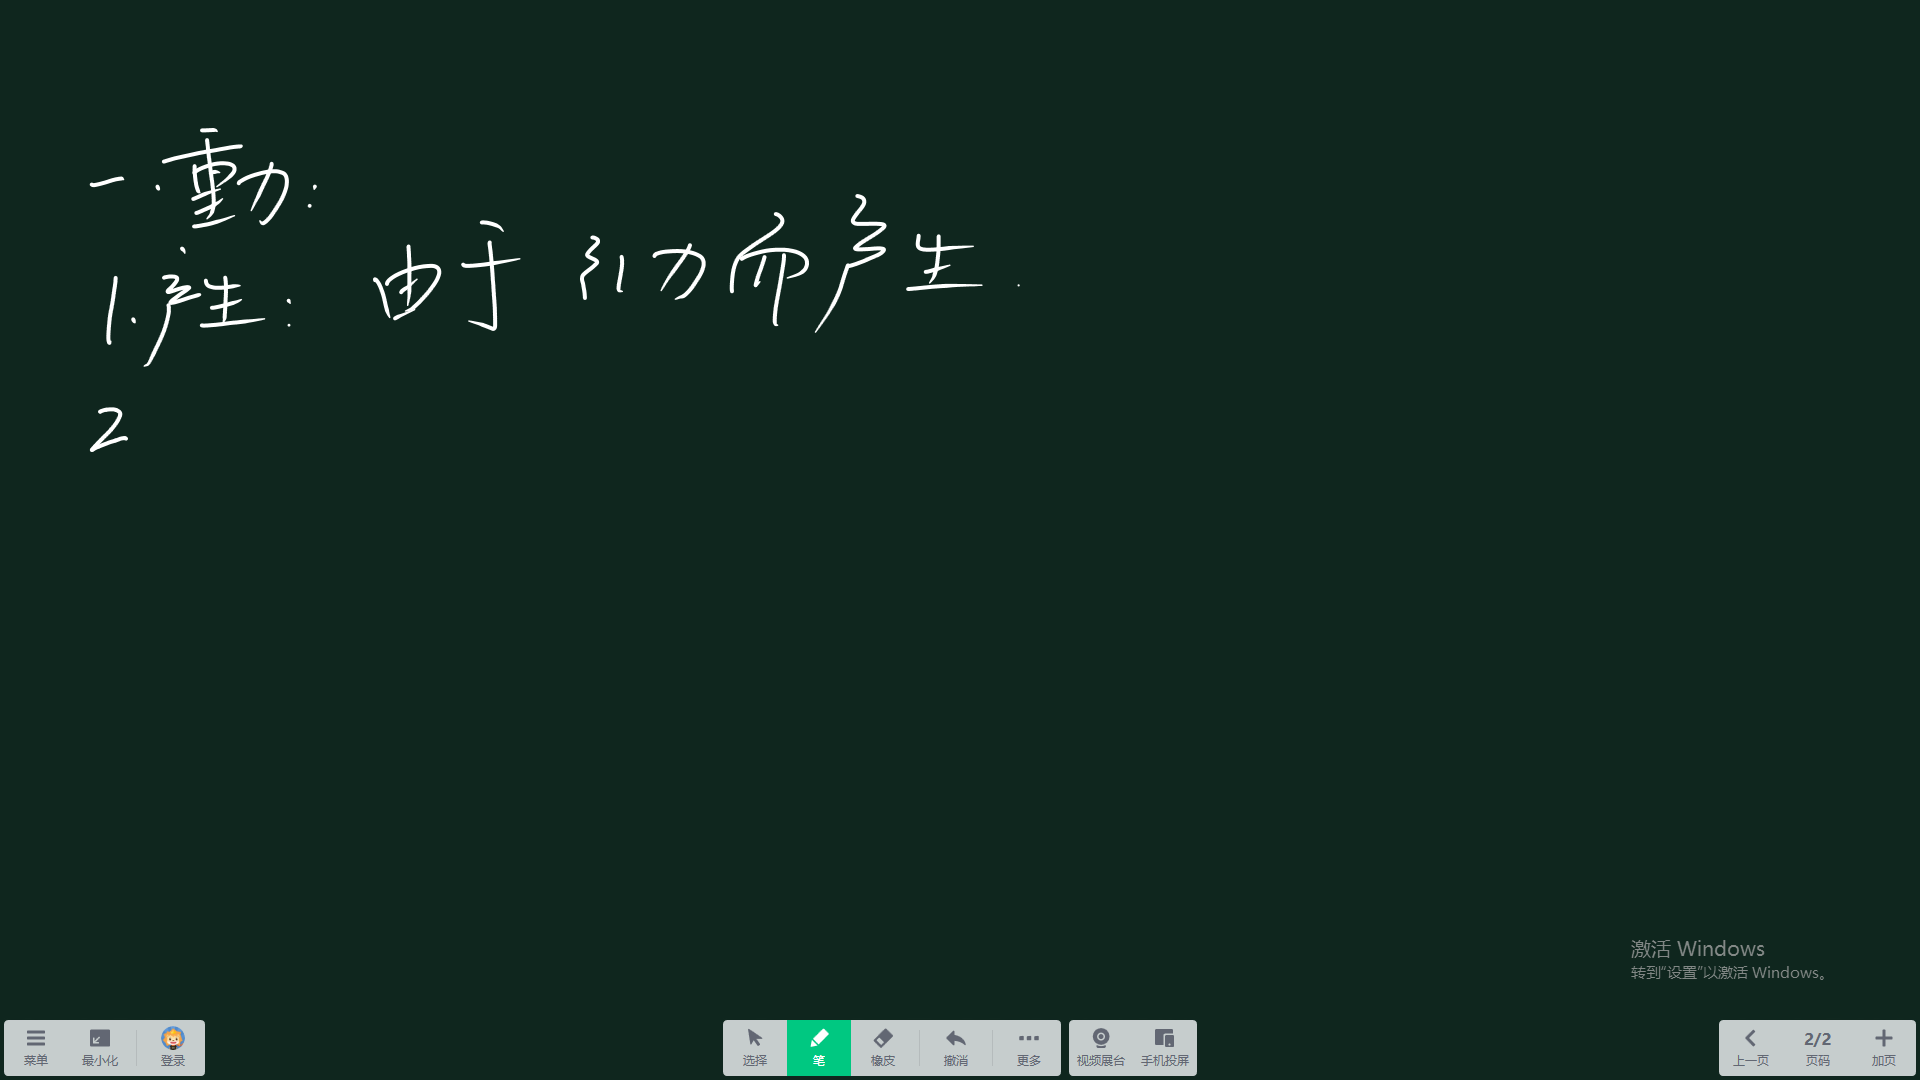 一.重力:
1.产生: 由于引力而产生.
2
激活 Windows
转到“设置”以激活 Windows。
菜单 最小化 登录 选择 笔 橡皮 撤消 更多 视频展台 手机投屏 上一页 2/2 页码 加页